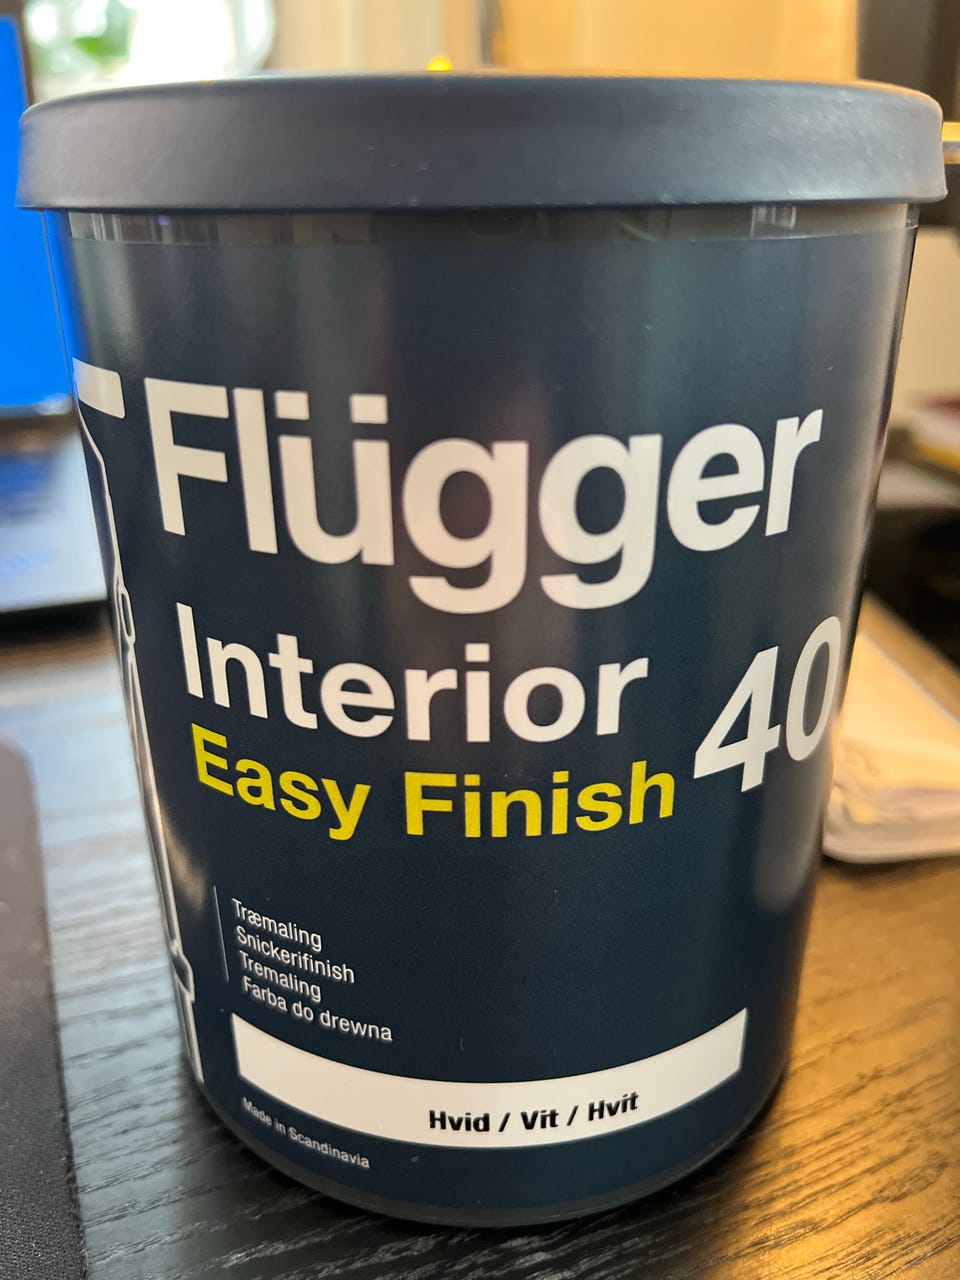 Flügger
Interior
40
Easy Finish
Træmaling
Snickerifinish
Tremaling
Farba do drewna
Hvid / Vit / Hvit
Made in Scandinavia